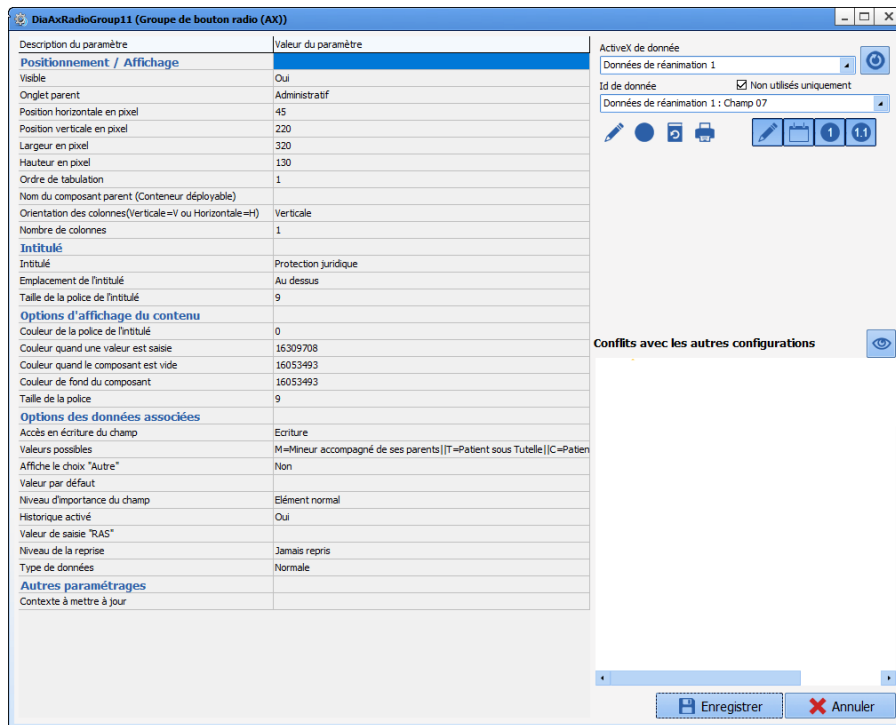 DiaAxRadioGroup11 (Groupe de bouton radio (AX))
Description du paramètre Valeur du paramètre
Positionnement / Affichage
Visible Oui
Onglet parent Administratif
Position horizontale en pixel 45
Position verticale en pixel 220
Largeur en pixel 320
Hauteur en pixel 130
Ordre de tabulation 1
Nom du composant parent (Conteneur déployable)
Orientation des colonnes(Verticale=V ou Horizontale=H) Verticale
Nombre de colonnes 1
Intitulé
Intitulé Protection juridique
Emplacement de l'intitulé Au dessus
Taille de la police de l'intitulé 9
Options d'affichage du contenu
Couleur de la police de l'intitulé 0
Couleur quand une valeur est saisie 16309708
Couleur quand le composant est vide 16053493
Couleur de fond du composant 16053493
Taille de la police 9
Options des données associées
Accès en écriture du champ Ecriture
Valeurs possibles M=Mineur accompagné de ses parents||T=Patient sous Tutelle||C=Patien
Affiche le choix "Autre" Non
Valeur par défaut
Niveau d'importance du champ Elément normal
Historique activé Oui
Valeur de saisie "RAS"
Niveau de la reprise Jamais repris
Type de données Normale
Autres paramétrages
Contexte à mettre à jour
ActiveX de donnée
Données de réanimation 1
Id de donnée Non utilisés uniquement
Données de réanimation 1 : Champ 07
1 1.1
Conflits avec les autres configurations
Enregistrer Annuler